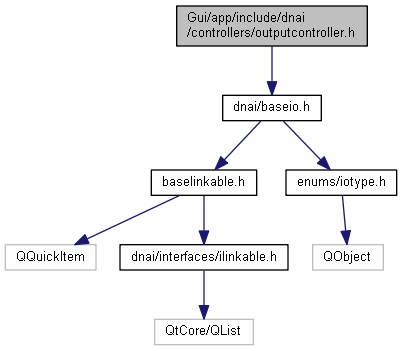 Gui/app/include/dnai
/controllers/outputcontroller.h
dnai/baseio.h
baselinkable.h
enums/iotype.h
QQuickItem
dnai/interfaces/ilinkable.h
QObject
QtCore/QList